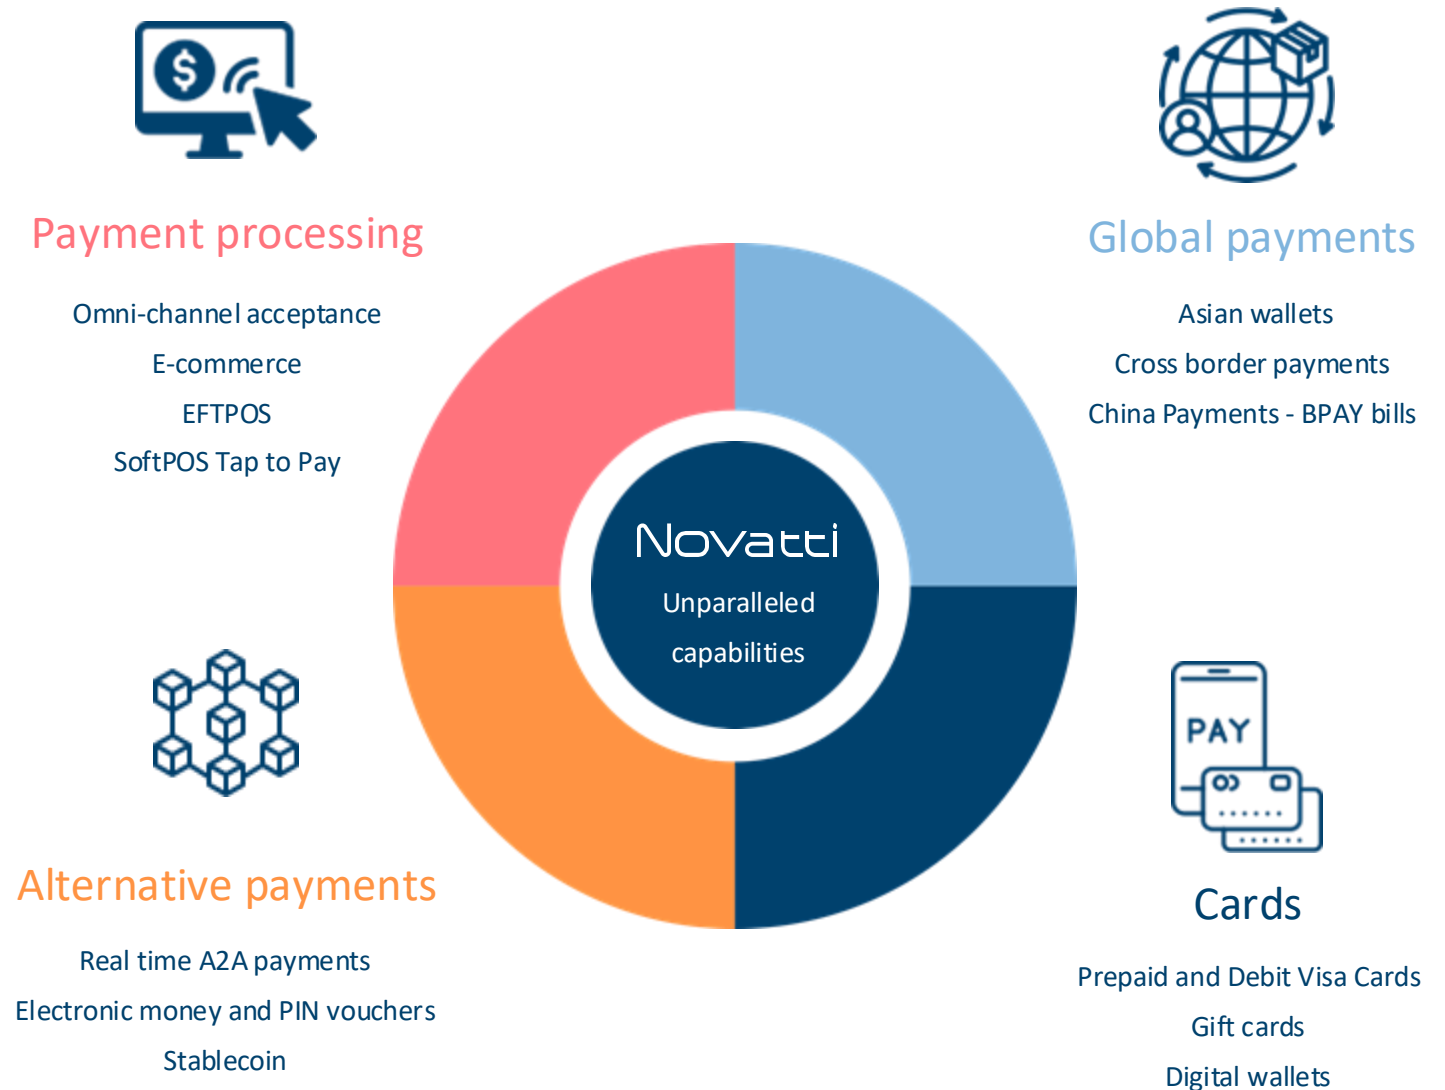 Payment processing
Omni-channel acceptance
E-commerce
EFTPOS
SoftPOS Tap to Pay
Global payments
Asian wallets
Cross border payments
China Payments - BPAY bills
Novatti
Unparalleled
capabilities
Alternative payments
Real time A2A payments
Electronic money and PIN vouchers
Stablecoin
PAY
Cards
Prepaid and Debit Visa Cards
Gift cards
Digital wallets